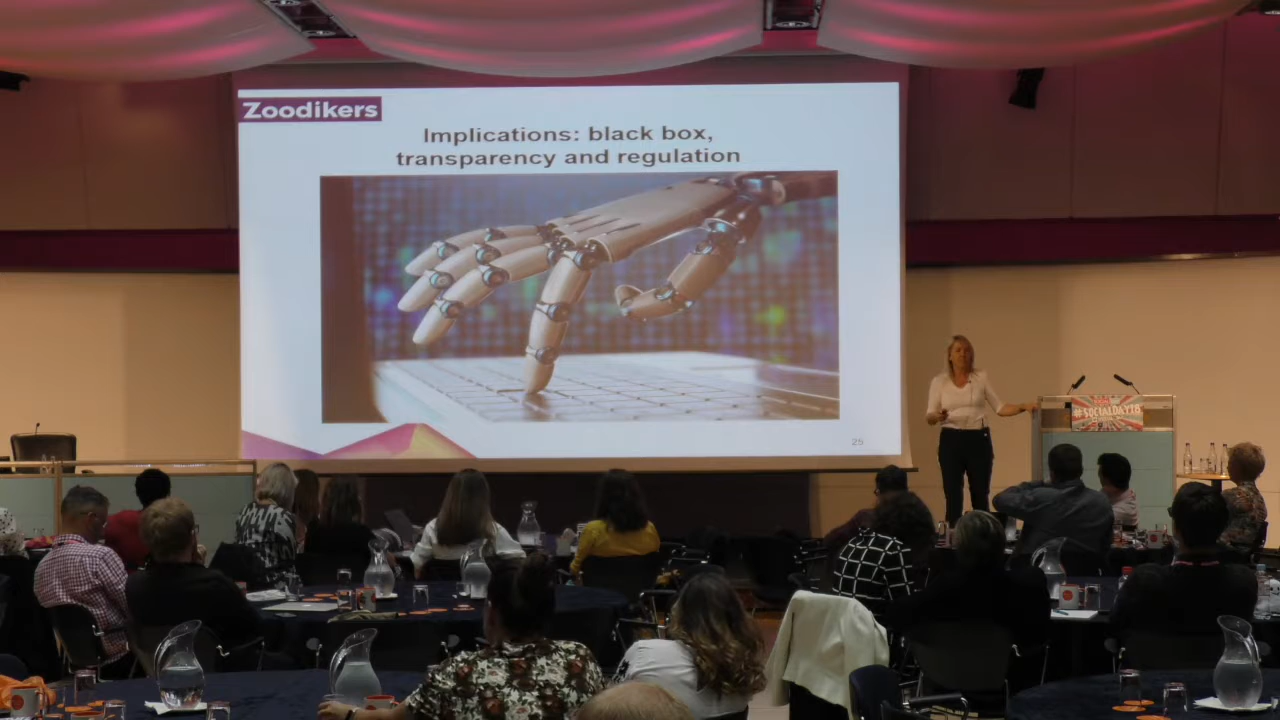 Zoodikers
Implications: black box,
transparency and regulation
25
#SOCIALDAY18